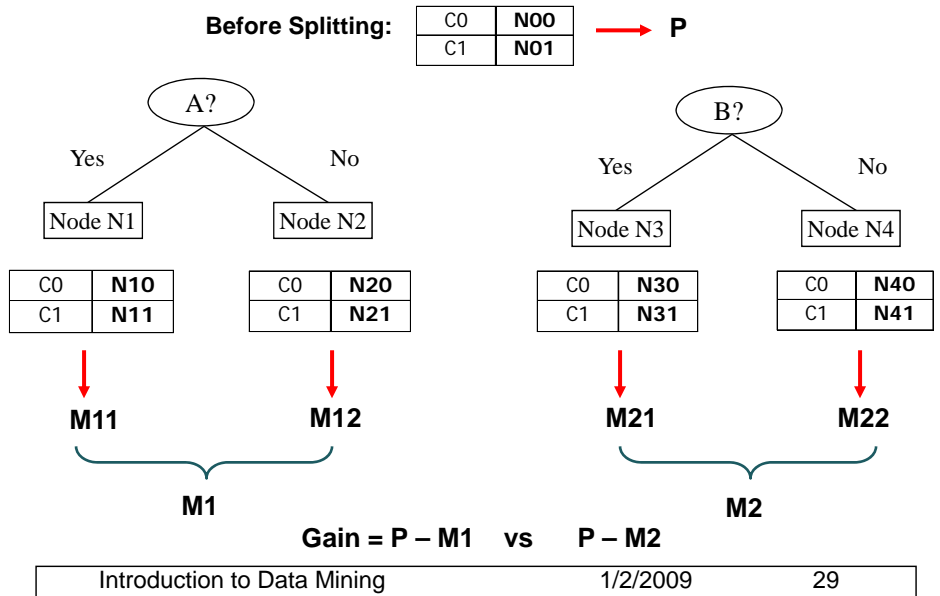 Before Splitting:
C0 N00
C1 N01
P
A?
B?
Yes No
Yes No
Node N1 Node N2
Node N3 Node N4
C0 N10
C1 N11
C0 N20
C1 N21
C0 N30
C1 N31
C0 N40
C1 N41
M11 M12 M21 M22
M1 M2
Gain = P – M1 vs P – M2
Introduction to Data Mining 1/2/2009 29